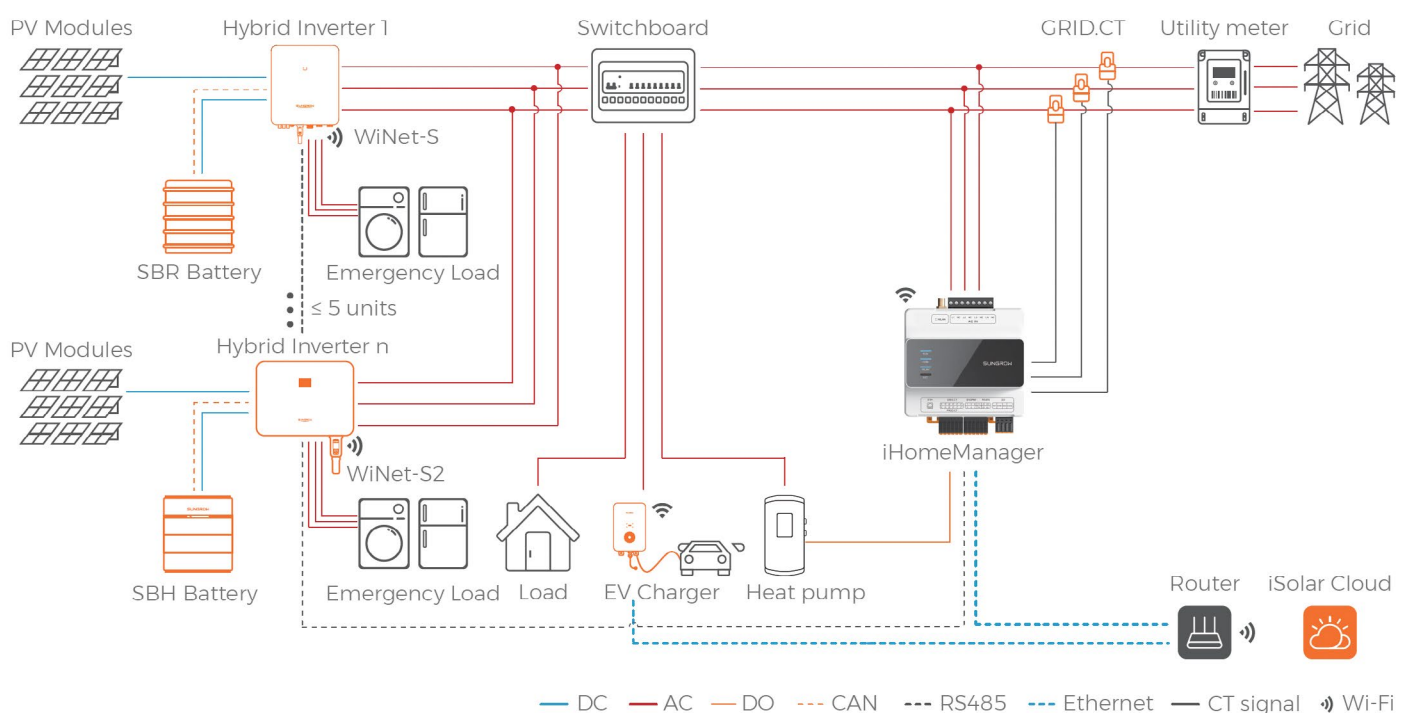 PV Modules
Hybrid Inverter 1
Switchboard
GRID.CT
Utility meter
Grid
WiNet-S
SBR Battery
Emergency Load
≤ 5 units
PV Modules
Hybrid Inverter n
SUNGROW
iHomeManager
WiNet-S2
SUNGROW
SBH Battery
Emergency Load
Load
EV Charger
Heat pump
Router
iSolar Cloud
DC
AC
DO
CAN
RS485
Ethernet
CT signal
Wi-Fi